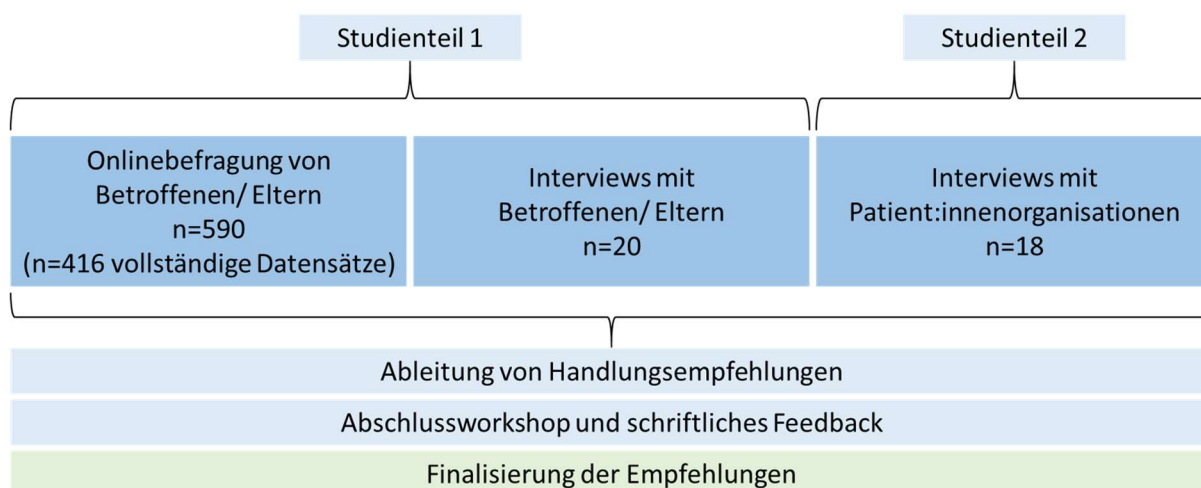 Studienteil 1
Studienteil 2
Onlinebefragung von
Betroffenen/ Eltern
n=590
(n=416 vollständige Datensätze)
Interviews mit
Betroffenen/ Eltern
n=20
Interviews mit
Patient:innenorganisationen
n=18
Ableitung von Handlungsempfehlungen
Abschlussworkshop und schriftliches Feedback
Finalisierung der Empfehlungen